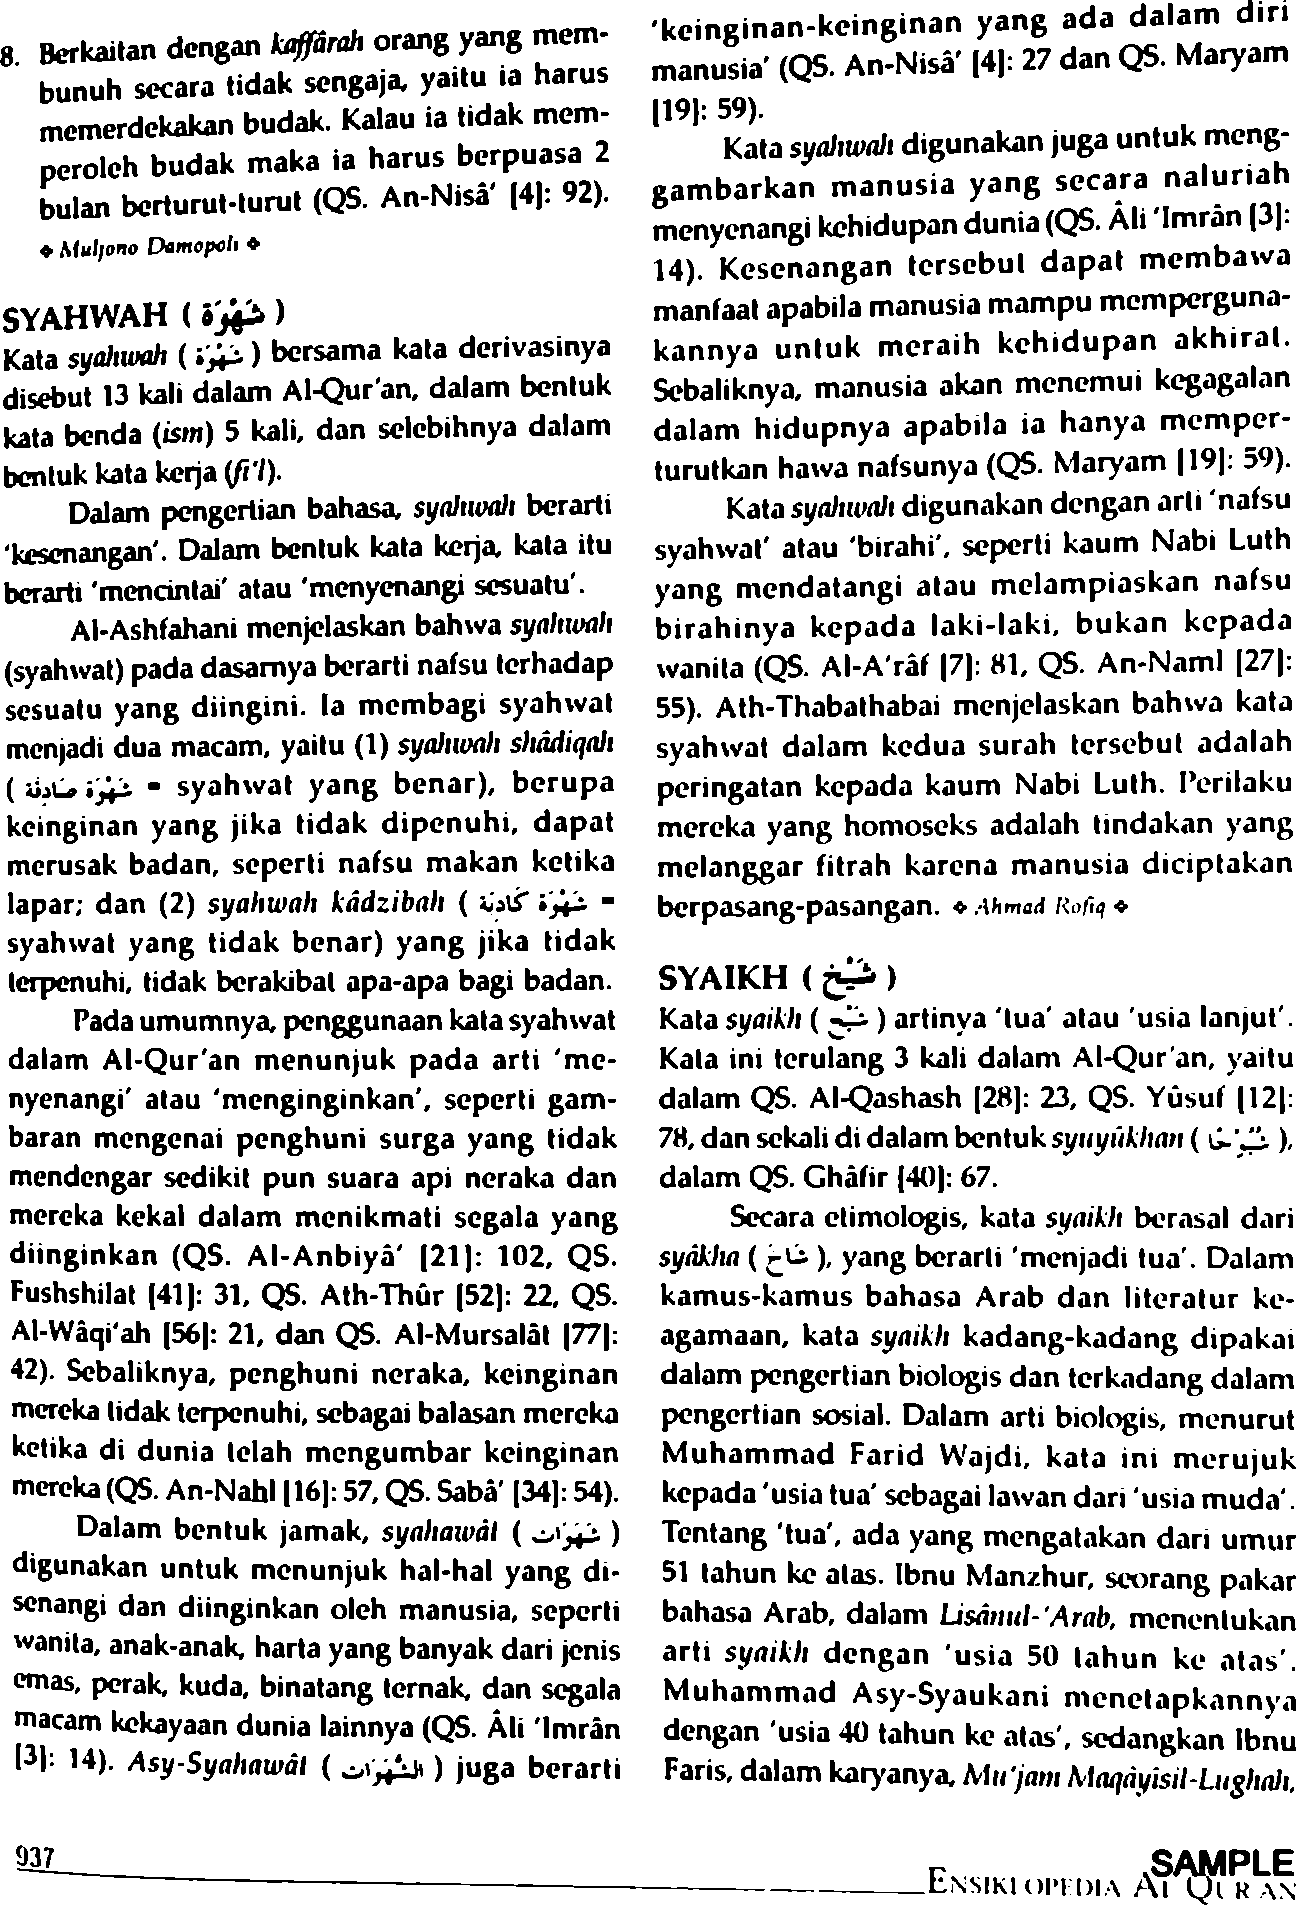 8. Berkaitan dengan kaffârah orang yang mem-
bunuh secara tidak sengaja, yaitu ia harus
memerdekakan budak. Kalau ia tidak mem-
peroleh budak maka ia harus berpuasa 2
bulan berturut-turut (QS. An-Nisâ' [4]: 92).
❖ Muljono Damopoli ❖
SYAHWAH ( شَهْوَة )
Kata syahwah ( شَهْوَة ) bersama kata derivasinya
disebut 13 kali dalam Al-Qur'an, dalam bentuk
kata benda (ism) 5 kali, dan selebihnya dalam
bentuk kata kerja (fi'l).
Dalam pengertian bahasa, syahwah berarti
'kesenangan'. Dalam bentuk kata kerja, kata itu
berarti 'mencintai' atau 'menyenangi sesuatu'.
Al-Ashfahani menjelaskan bahwa syahwah
(syahwat) pada dasarnya berarti nafsu terhadap
sesuatu yang diingini. Ia membagi syahwat
menjadi dua macam, yaitu (1) syahwah shâdiqah
( شَهْوَة صَادِقَة = syahwat yang benar), berupa
keinginan yang jika tidak dipenuhi, dapat
merusak badan, seperti nafsu makan ketika
lapar; dan (2) syahwah kâdzibah ( شَهْوَة كَاذِبَة =
syahwat yang tidak benar) yang jika tidak
terpenuhi, tidak berakibat apa-apa bagi badan.
Pada umumnya, penggunaan kata syahwat
dalam Al-Qur'an menunjuk pada arti 'me-
nyenangi' atau 'menginginkan', seperti gam-
baran mengenai penghuni surga yang tidak
mendengar sedikit pun suara api neraka dan
mereka kekal dalam menikmati segala yang
diinginkan (QS. Al-Anbiyâ' [21]: 102, QS.
Fushshilat [41]: 31, QS. Ath-Thûr [52]: 22, QS.
Al-Wâqi'ah [56]: 21, dan QS. Al-Mursalât [77]:
42). Sebaliknya, penghuni neraka, keinginan
mereka tidak terpenuhi, sebagai balasan mereka
ketika di dunia telah mengumbar keinginan
mereka (QS. An-Nahl [16]: 57, QS. Sabâ' [34]: 54).
Dalam bentuk jamak, syahawât ( شَهَوَات )
digunakan untuk menunjuk hal-hal yang di-
senangi dan diinginkan oleh manusia, seperti
wanita, anak-anak, harta yang banyak dari jenis
emas, perak, kuda, binatang ternak, dan segala
macam kekayaan dunia lainnya (QS. Âli 'Imrân
[3]: 14). Asy-Syahawât ( الشَّهَوَات ) juga berarti
'keinginan-keinginan yang ada dalam diri
manusia' (QS. An-Nisâ' [4]: 27 dan QS. Maryam
[19]: 59).
Kata syahwah digunakan juga untuk meng-
gambarkan manusia yang secara naluriah
menyenangi kehidupan dunia (QS. Âli 'Imrân [3]:
14). Kesenangan tersebut dapat membawa
manfaat apabila manusia mampu memperguna-
kannya untuk meraih kehidupan akhirat.
Sebaliknya, manusia akan menemui kegagalan
dalam hidupnya apabila ia hanya memper-
turutkan hawa nafsunya (QS. Maryam [19]: 59).
Kata syahwah digunakan dengan arti 'nafsu
syahwat' atau 'birahi', seperti kaum Nabi Luth
yang mendatangi atau melampiaskan nafsu
birahinya kepada laki-laki, bukan kepada
wanita (QS. Al-A'râf [7]: 81, QS. An-Naml [27]:
55). Ath-Thabathabai menjelaskan bahwa kata
syahwat dalam kedua surah tersebut adalah
peringatan kepada kaum Nabi Luth. Perilaku
mereka yang homoseks adalah tindakan yang
melanggar fitrah karena manusia diciptakan
berpasang-pasangan. ❖ Ahmad Rofiq ❖
SYAIKH ( شَيْخ )
Kata syaikh ( شَيْخ ) artinya 'tua' atau 'usia lanjut'.
Kata ini terulang 3 kali dalam Al-Qur'an, yaitu
dalam QS. Al-Qashash [28]: 23, QS. Yûsuf [12]:
78, dan sekali di dalam bentuk syuyûkhan ( شُيُوْخًا ),
dalam QS. Ghâfir [40]: 67.
Secara etimologis, kata syaikh berasal dari
syâkha ( شَاخَ ), yang berarti 'menjadi tua'. Dalam
kamus-kamus bahasa Arab dan literatur ke-
agamaan, kata syaikh kadang-kadang dipakai
dalam pengertian biologis dan terkadang dalam
pengertian sosial. Dalam arti biologis, menurut
Muhammad Farid Wajdi, kata ini merujuk
kepada 'usia tua' sebagai lawan dari 'usia muda'.
Tentang 'tua', ada yang mengatakan dari umur
51 tahun ke atas. Ibnu Manzhur, seorang pakar
bahasa Arab, dalam Lisânul-'Arab, menentukan
arti syaikh dengan 'usia 50 tahun ke atas'.
Muhammad Asy-Syaukani menetapkannya
dengan 'usia 40 tahun ke atas', sedangkan Ibnu
Faris, dalam karyanya, Mu'jam Maqâyîsil-Lughah,
937
SAMPLE
ENSIKLOPEDIA AL QUR'AN